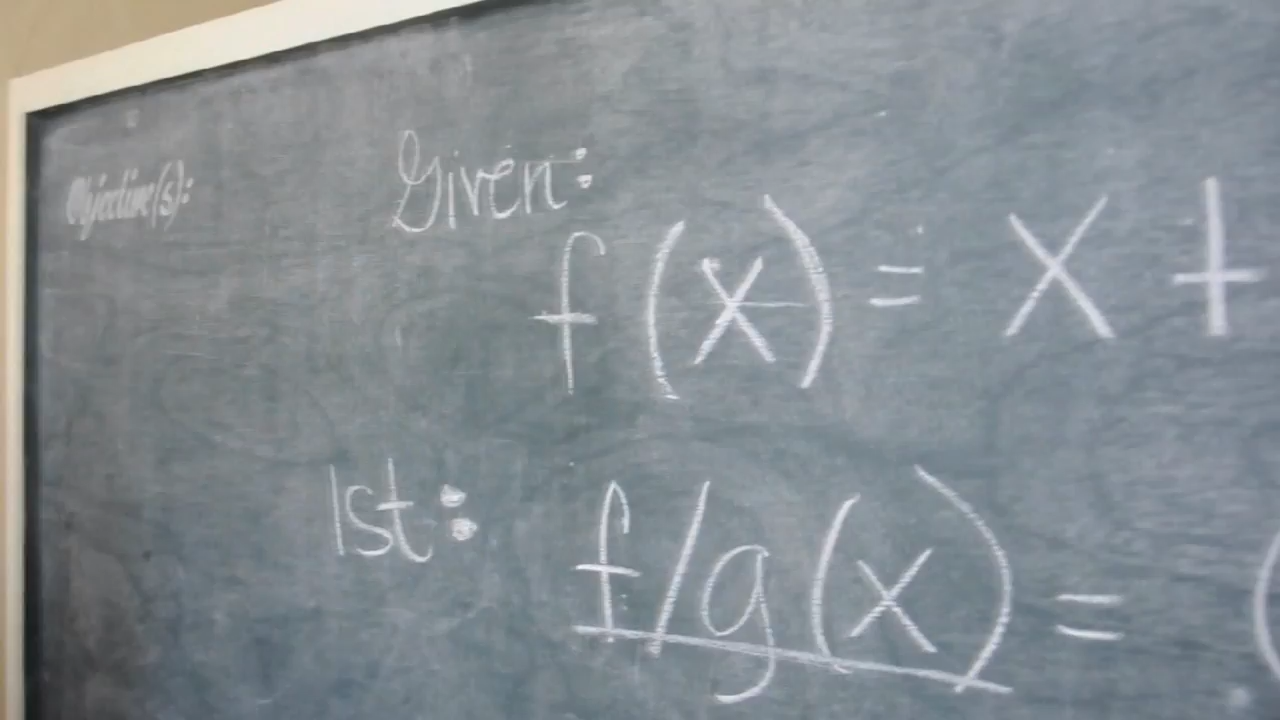 Objective(s):
Given:
f(x) = x +
1st: f/g(x) = (